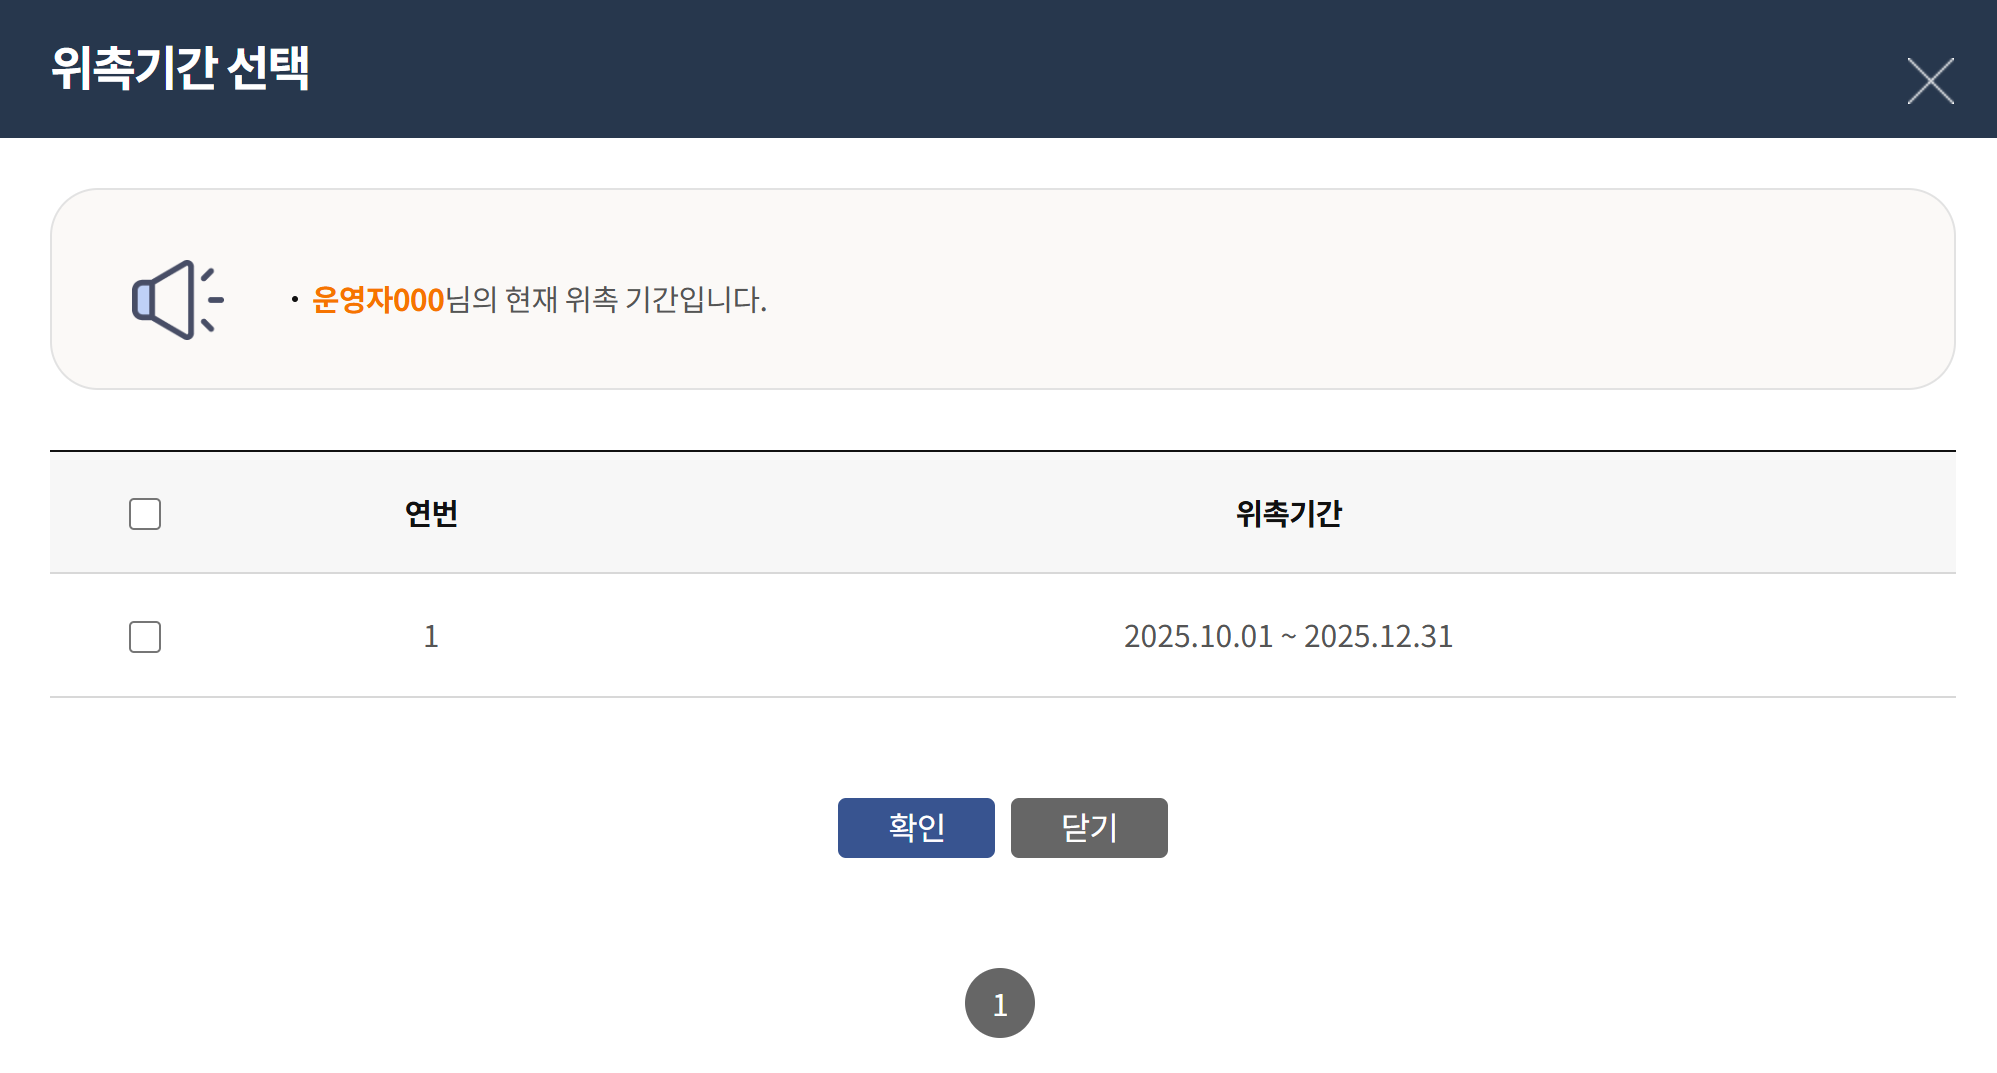 위촉기간 선택
· 운영자000님의 현재 위촉 기간입니다.
연번 위촉기간
1 2025.10.01 ~ 2025.12.31
확인 닫기
1